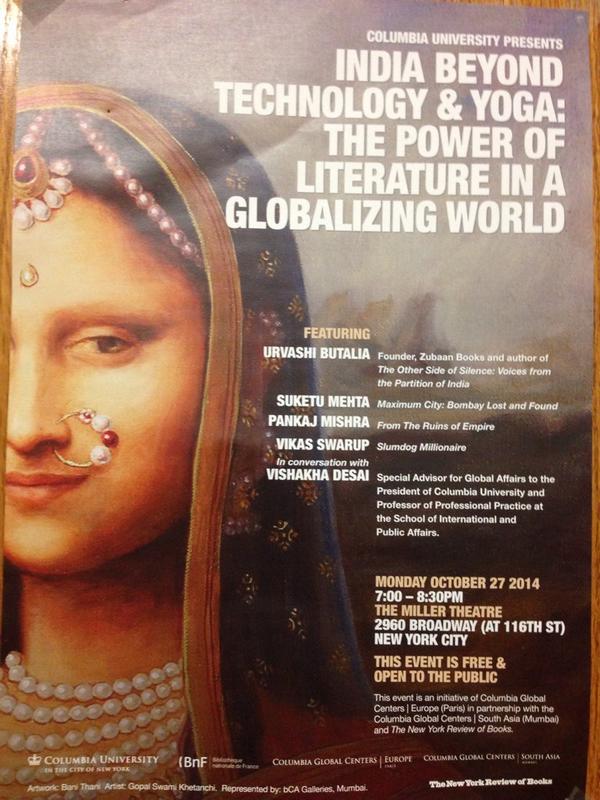 COLUMBIA UNIVERSITY PRESENTS
INDIA BEYOND
TECHNOLOGY & YOGA:
THE POWER OF
LITERATURE IN A
GLOBALIZING WORLD
FEATURING
URVASHI BUTALIA Founder, Zubaan Books and author of
The Other Side of Silence: Voices from
the Partition of India
SUKETU MEHTA Maximum City: Bombay Lost and Found
PANKAJ MISHRA From The Ruins of Empire
VIKAS SWARUP Slumdog Millionaire
In conversation with
VISHAKHA DESAI Special Advisor for Global Affairs to the
President of Columbia University and
Professor of Professional Practice at
the School of International and
Public Affairs.
MONDAY OCTOBER 27 2014
7:00 – 8:30PM
THE MILLER THEATRE
2960 BROADWAY (AT 116TH ST)
NEW YORK CITY
THIS EVENT IS FREE &
OPEN TO THE PUBLIC
This event is an initiative of Columbia Global
Centers | Europe (Paris) in partnership with the
Columbia Global Centers | South Asia (Mumbai)
and The New York Review of Books.
COLUMBIA UNIVERSITY
IN THE CITY OF NEW YORK
{BnF Bibliothèque
nationale de France
COLUMBIA GLOBAL CENTERS | EUROPE
PARIS
COLUMBIA GLOBAL CENTERS | SOUTH ASIA
MUMBAI
The New York Review of Books
Artwork: Bani Thani Artist: Gopal Swami Khetanchi. Represented by: bCA Galleries, Mumbai.